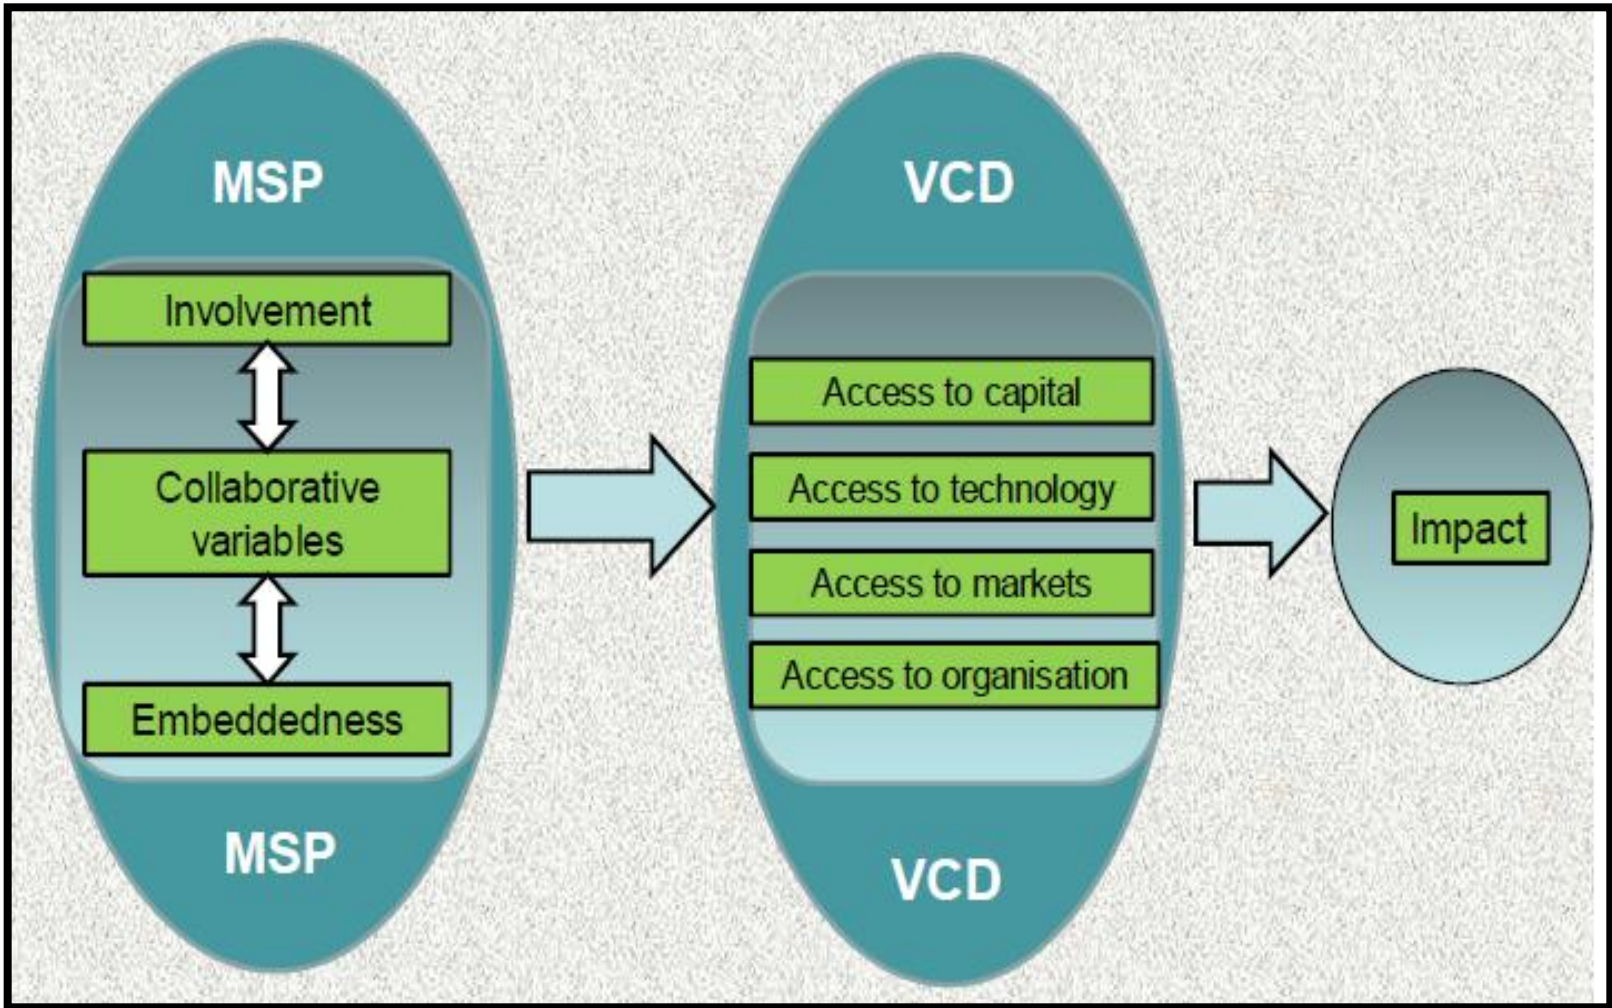 MSP
Involvement
Collaborative
variables
Embeddedness
MSP
VCD
Access to capital
Access to technology
Access to markets
Access to organisation
VCD
Impact